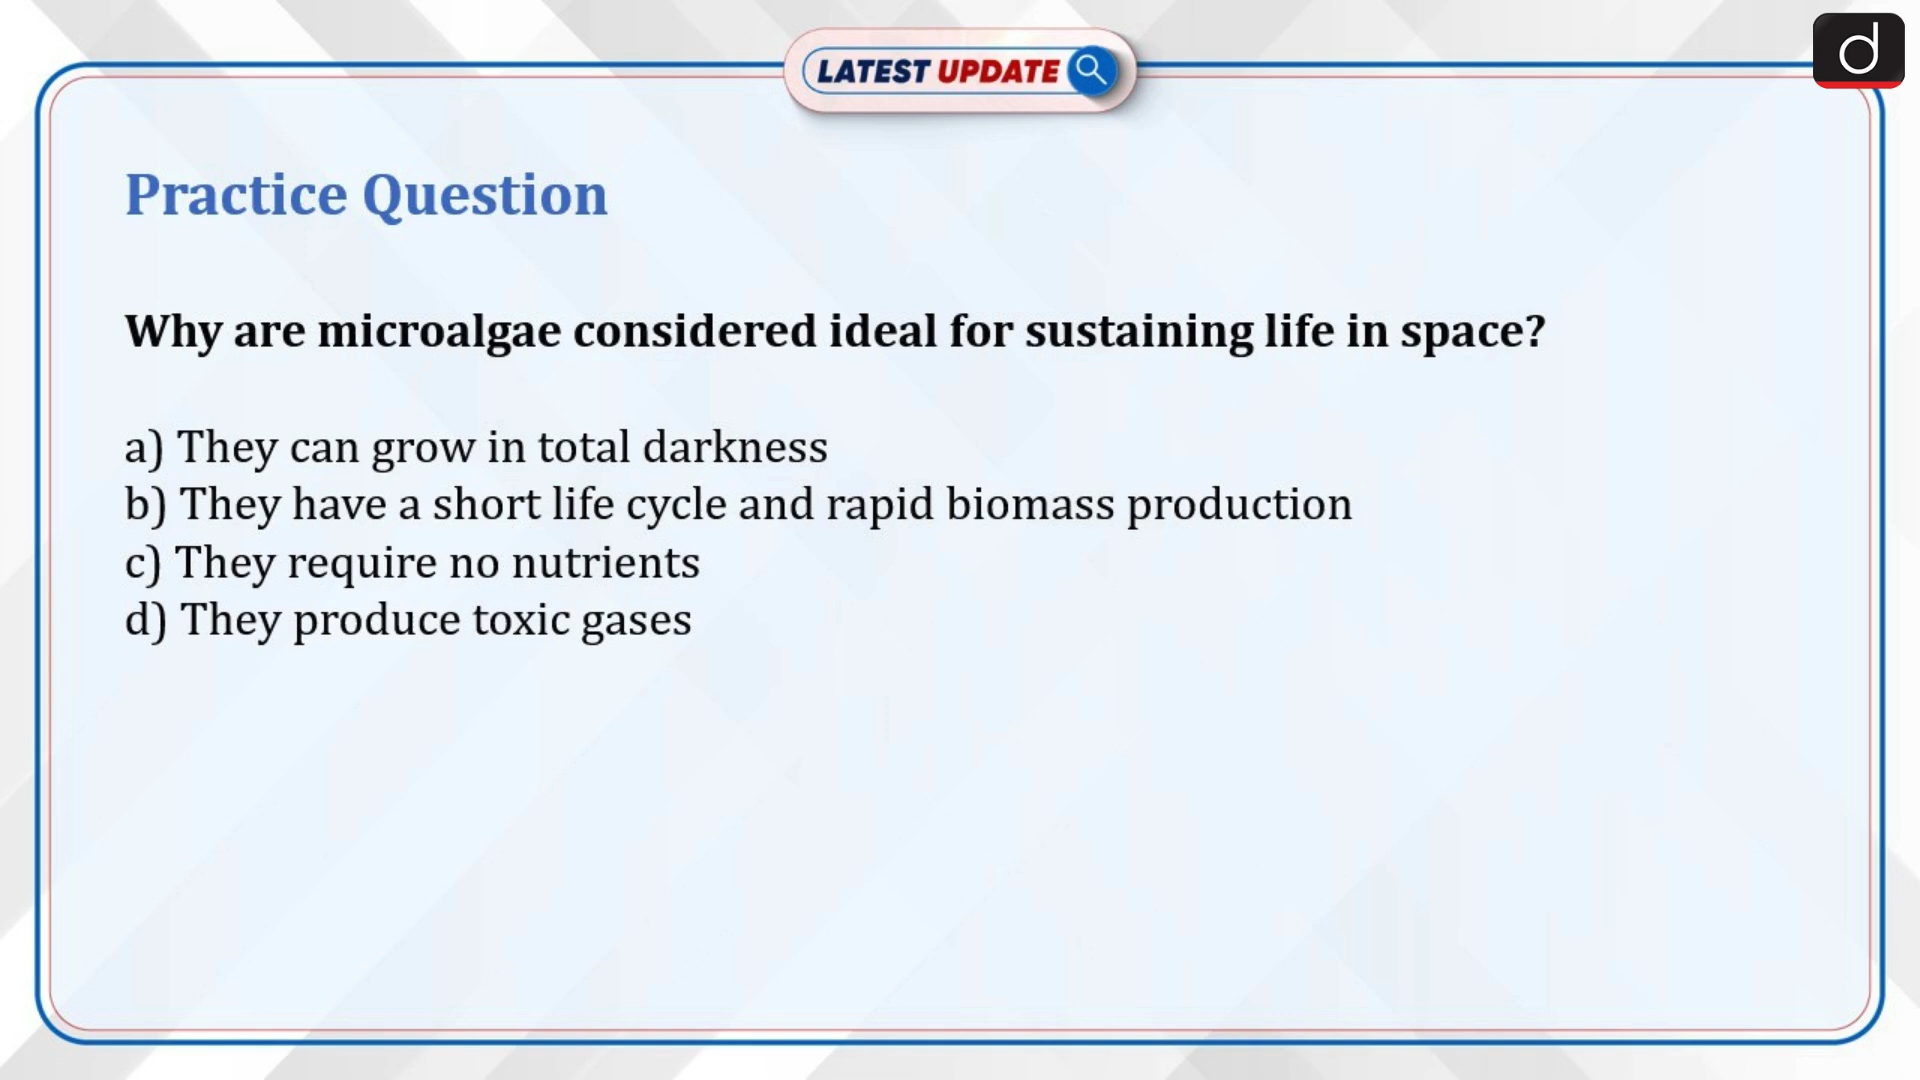 LATEST UPDATE
d
Practice Question
Why are microalgae considered ideal for sustaining life in space?
a) They can grow in total darkness
b) They have a short life cycle and rapid biomass production
c) They require no nutrients
d) They produce toxic gases